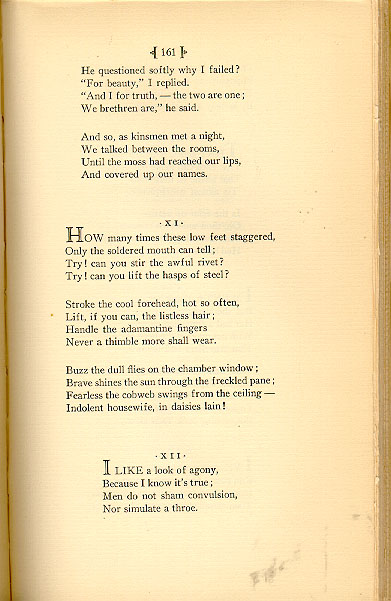 161
He questioned softly why I failed?
"For beauty," I replied.
"And I for truth, — the two are one;
We brethren are," he said.
And so, as kinsmen met a night,
We talked between the rooms,
Until the moss had reached our lips,
And covered up our names.
·XI·
HOW many times these low feet staggered,
Only the soldered mouth can tell;
Try! can you stir the awful rivet?
Try! can you lift the hasps of steel?
Stroke the cool forehead, hot so often,
Lift, if you can, the listless hair;
Handle the adamantine fingers
Never a thimble more shall wear.
Buzz the dull flies on the chamber window;
Brave shines the sun through the freckled pane;
Fearless the cobweb swings from the ceiling —
Indolent housewife, in daisies lain!
·XII·
I LIKE a look of agony,
Because I know it's true;
Men do not sham convulsion,
Nor simulate a throe.